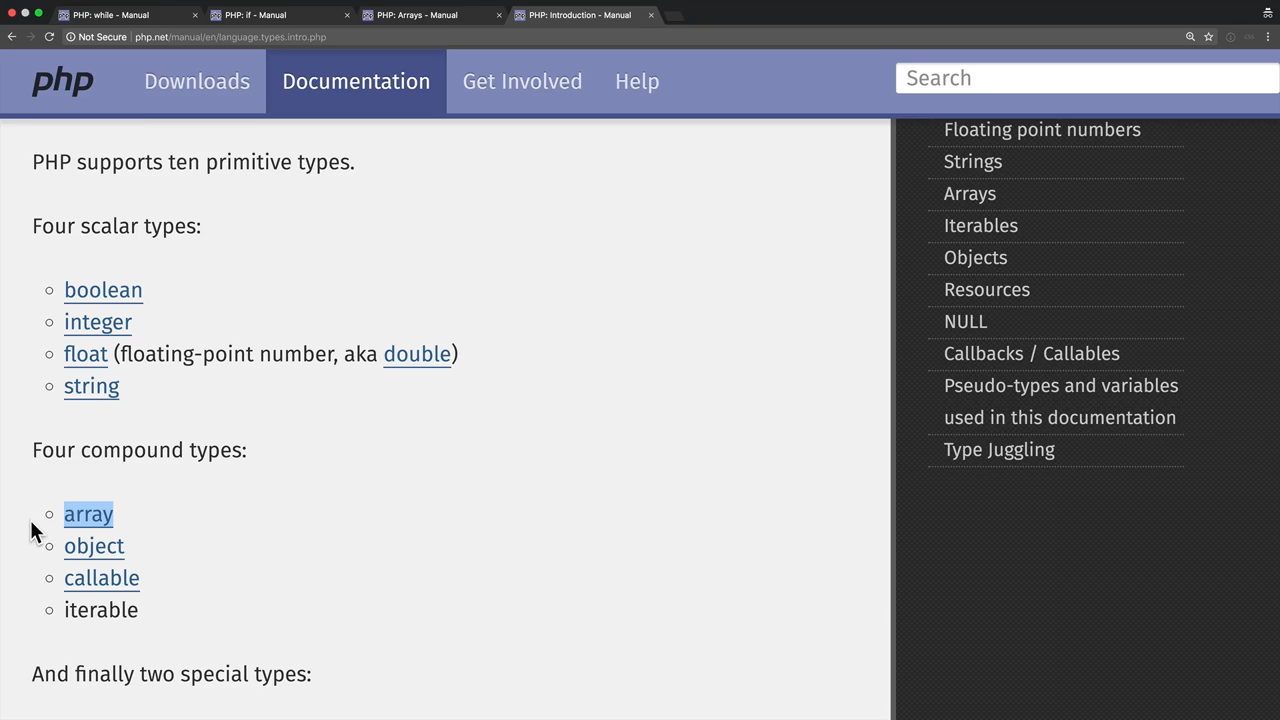 PHP: while - Manual
PHP: if - Manual
PHP: Arrays - Manual
PHP: Introduction - Manual
Not Secure | php.net/manual/en/language.types.intro.php
php
Downloads
Documentation
Get Involved
Help
Search
PHP supports ten primitive types.
Four scalar types:
boolean
integer
float (floating-point number, aka double)
string
Four compound types:
array
object
callable
iterable
And finally two special types:
Floating point numbers
Strings
Arrays
Iterables
Objects
Resources
NULL
Callbacks / Callables
Pseudo-types and variables
used in this documentation
Type Juggling